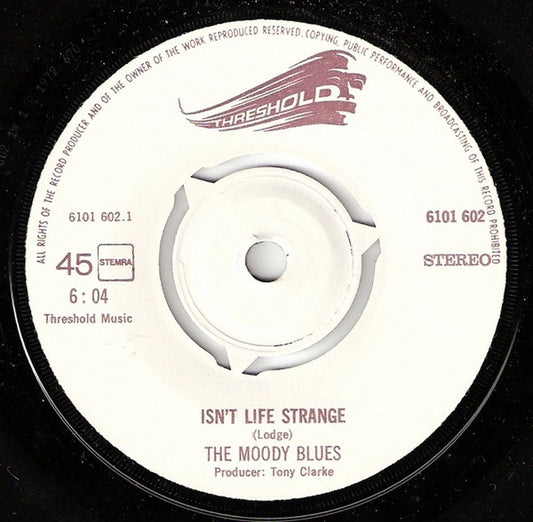 ALL RIGHTS OF THE RECORD PRODUCER AND OF THE OWNER OF THE WORK REPRODUCED RESERVED. COPYING, PUBLIC PERFORMANCE AND BROADCASTING OF THIS RECORD PROHIBITED
THRESHOLD
6101 602.1
6101 602
45 STEMRA
STEREO
6:04
Threshold Music
ISN'T LIFE STRANGE
(Lodge)
THE MOODY BLUES
Producer: Tony Clarke